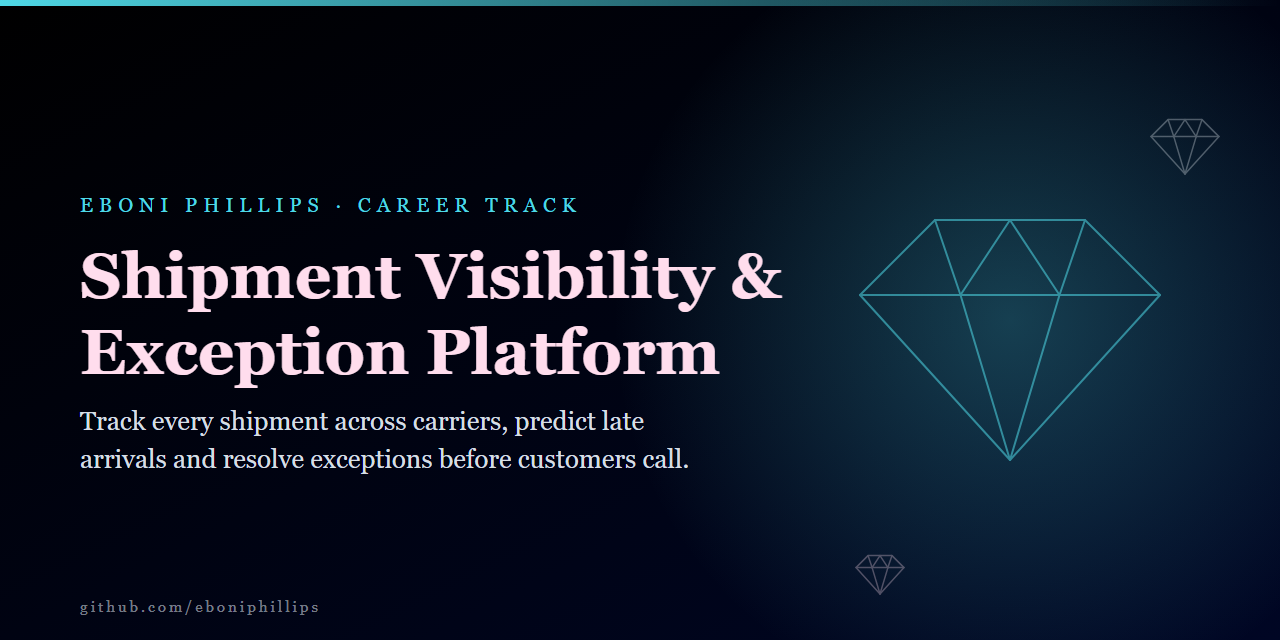 EBONI PHILLIPS · CAREER TRACK
Shipment Visibility &
Exception Platform
Track every shipment across carriers, predict late
arrivals and resolve exceptions before customers call.
github.com/eboniphillips